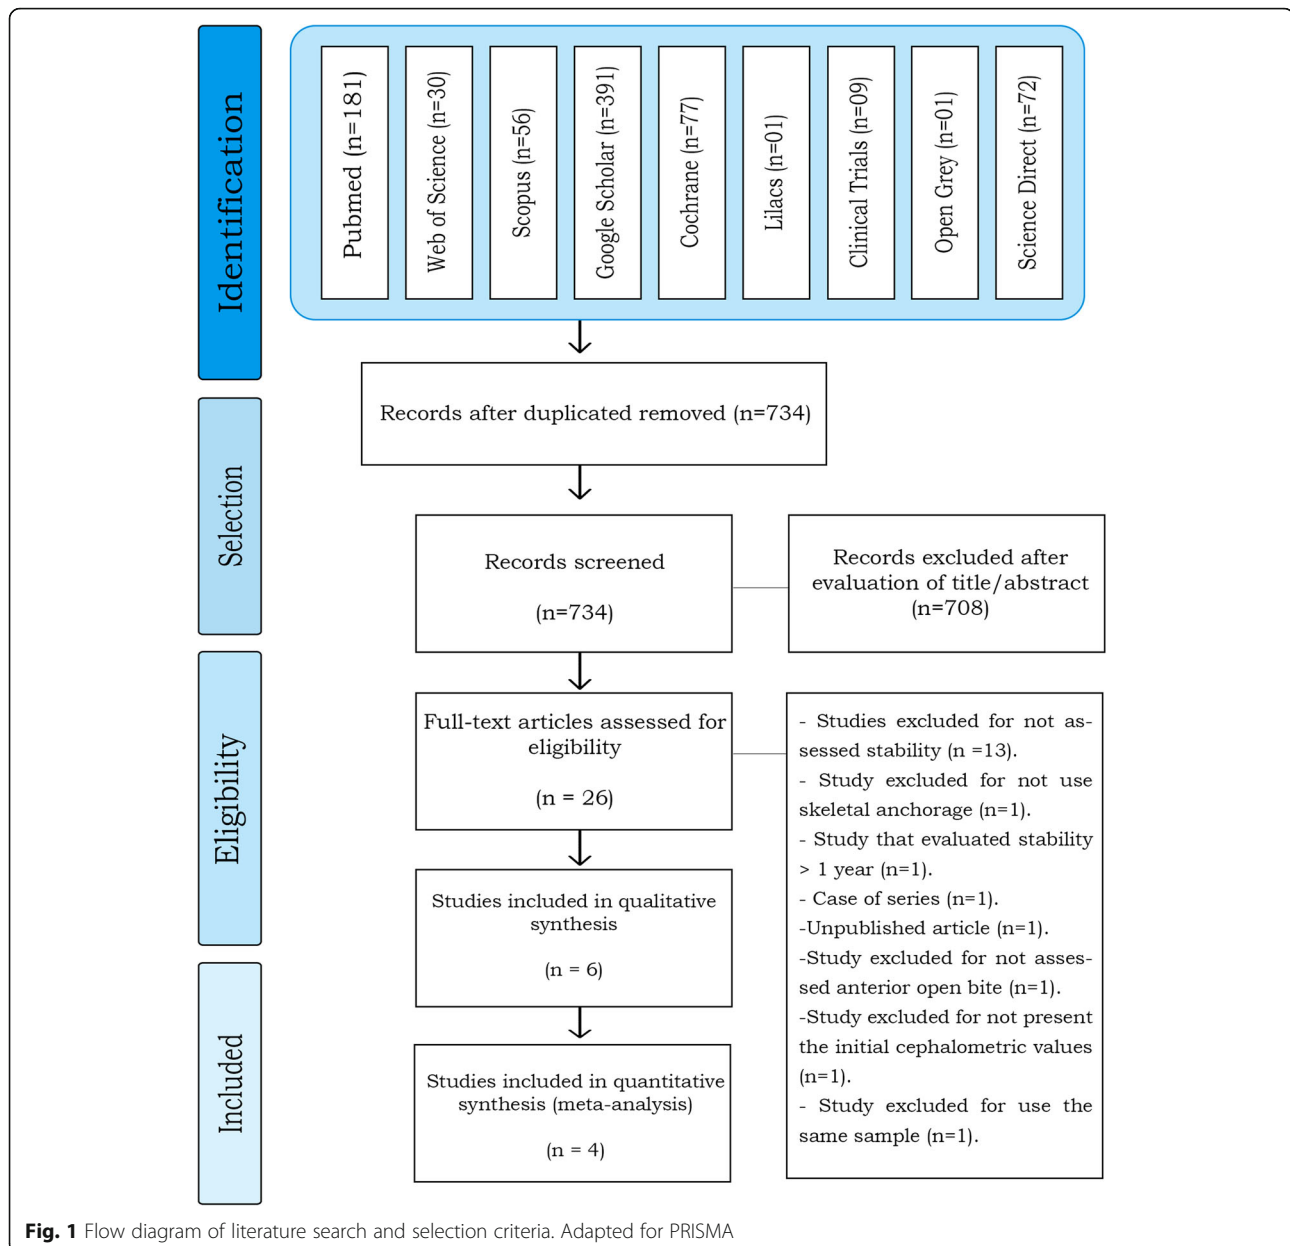 Identification
Pubmed (n=181)
Web of Science (n=30)
Scopus (n=56)
Google Scholar (n=391)
Cochrane (n=77)
Lilacs (n=01)
Clinical Trials (n=09)
Open Grey (n=01)
Science Direct (n=72)
Records after duplicated removed (n=734)
Selection
Records screened
(n=734)
Records excluded after
evaluation of title/abstract
(n=708)
Eligibility
Full-text articles assessed for
eligibility
(n = 26)
- Studies excluded for not as-
sessed stability (n =13).
- Study excluded for not use
skeletal anchorage (n=1).
- Study that evaluated stability
> 1 year (n=1).
- Case of series (n=1).
-Unpublished article (n=1).
-Study excluded for not asses-
sed anterior open bite (n=1).
-Study excluded for not present
the initial cephalometric values
(n=1).
- Study excluded for use the
same sample (n=1).
Studies included in qualitative
synthesis
(n = 6)
Included
Studies included in quantitative
synthesis (meta-analysis)
(n = 4)
Fig. 1 Flow diagram of literature search and selection criteria. Adapted for PRISMA